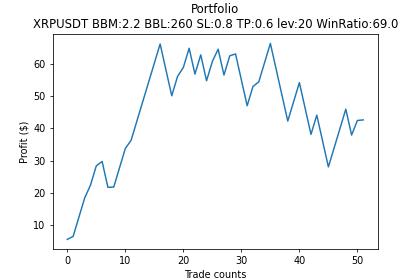 Portfolio
XRPUSDT BBM:2.2 BBL:260 SL:0.8 TP:0.6 lev:20 WinRatio:69.0
60
50
40
30
20
10
Profit ($)
0 10 20 30 40 50
Trade counts